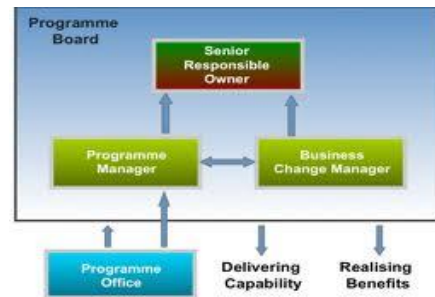 Programme
Board
Senior
Responsible
Owner
Programme
Manager
Business
Change Manager
Programme
Office
Delivering
Capability
Realising
Benefits